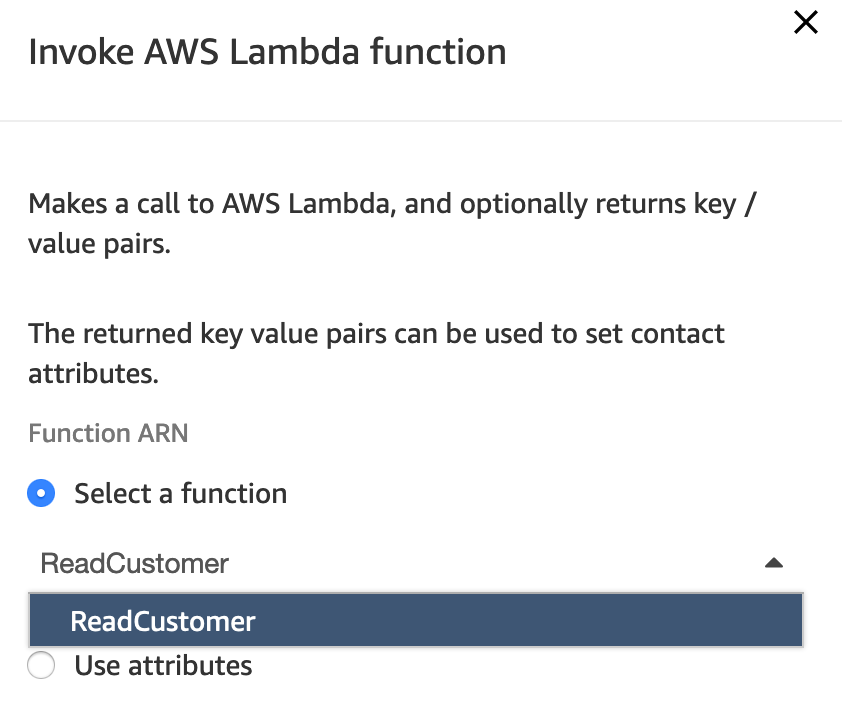 Invoke AWS Lambda function
Makes a call to AWS Lambda, and optionally returns key /
value pairs.
The returned key value pairs can be used to set contact
attributes.
Function ARN
Select a function
ReadCustomer
ReadCustomer
Use attributes